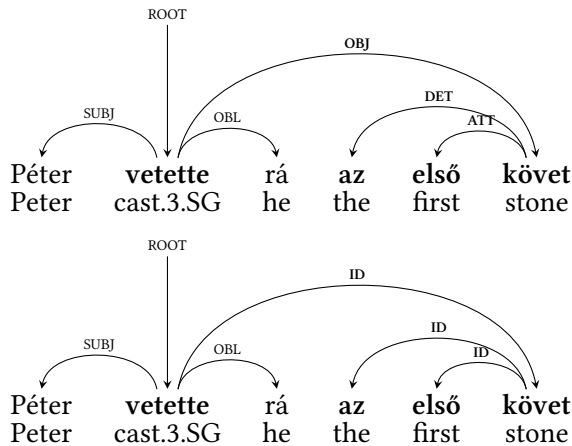 ROOT
OBJ
DET
SUBJ OBL ATT
Péter vetette rá az első követ
Peter cast.3.SG he the first stone
ROOT
ID
ID
SUBJ OBL ID
Péter vetette rá az első követ
Peter cast.3.SG he the first stone